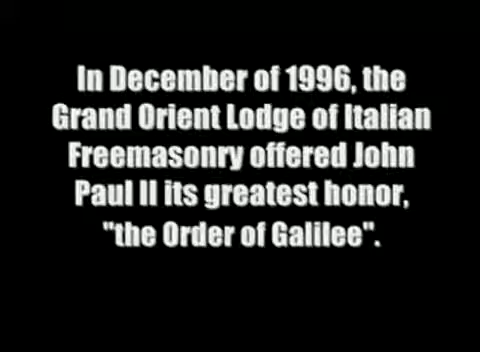 In December of 1996, the
Grand Orient Lodge of Italian
Freemasonry offered John
Paul II its greatest honor,
"the Order of Galilee".